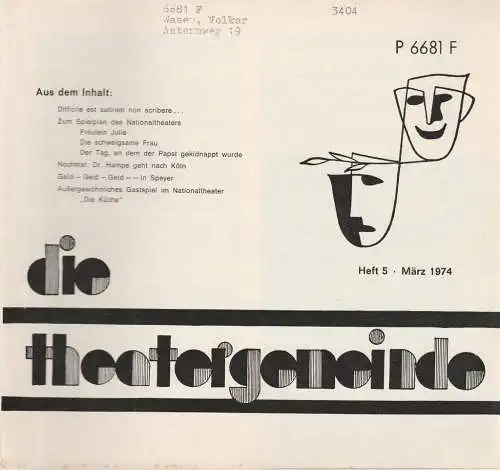 6681 F
3404
Waser, Volker
Asternweg 19
P 6681 F
Aus dem Inhalt:
Difficile est satiram non scribere...
Zum Spielplan des Nationaltheaters
Fräulein Julie
Die schweigsame Frau
Der Tag, an dem der Papst gekidnappt wurde
Nochmal: Dr. Hampe geht nach Köln
Geld – Geld – Geld – – in Speyer
Außergewöhnliches Gastspiel im Nationaltheater
„Die Küche"
Heft 5 · März 1974
die
theatergemeinde